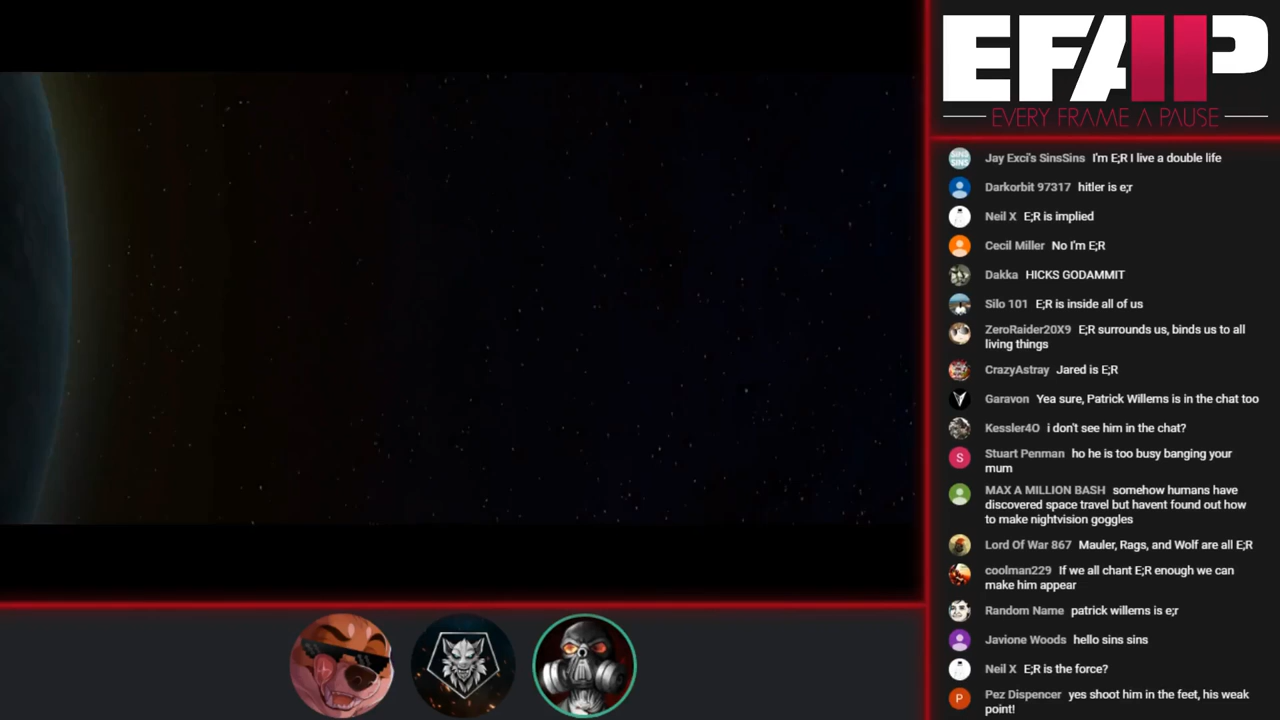 EFAP
EVERY FRAME A PAUSE
SINS
SINS
Jay Exci's SinsSins I'm E;R I live a double life
Darkorbit 97317 hitler is e;r
Neil X E;R is implied
Cecil Miller No I'm E;R
Dakka HICKS GODAMMIT
Silo 101 E;R is inside all of us
ZeroRaider20X9 E;R surrounds us, binds us to all
living things
CrazyAstray Jared is E;R
Garavon Yea sure, Patrick Willems is in the chat too
Kessler4O i don't see him in the chat?
S
Stuart Penman ho he is too busy banging your
mum
MAX A MILLION BASH somehow humans have
discovered space travel but havent found out how
to make nightvision goggles
Lord Of War 867 Mauler, Rags, and Wolf are all E;R
coolman229 If we all chant E;R enough we can
make him appear
Random Name patrick willems is e;r
Javione Woods hello sins sins
Neil X E;R is the force?
P
Pez Dispencer yes shoot him in the feet, his weak
point!